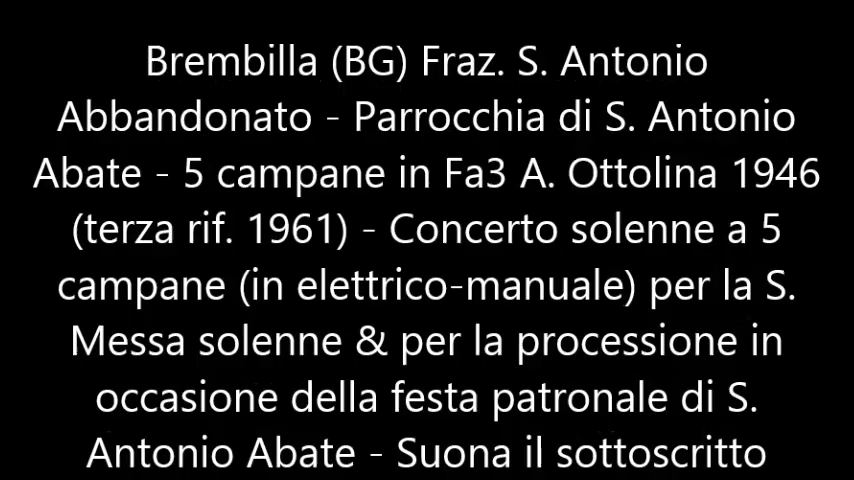 Brembilla (BG) Fraz. S. Antonio
Abbandonato - Parrocchia di S. Antonio
Abate - 5 campane in Fa3 A. Ottolina 1946
(terza rif. 1961) - Concerto solenne a 5
campane (in elettrico-manuale) per la S.
Messa solenne & per la processione in
occasione della festa patronale di S.
Antonio Abate - Suona il sottoscritto